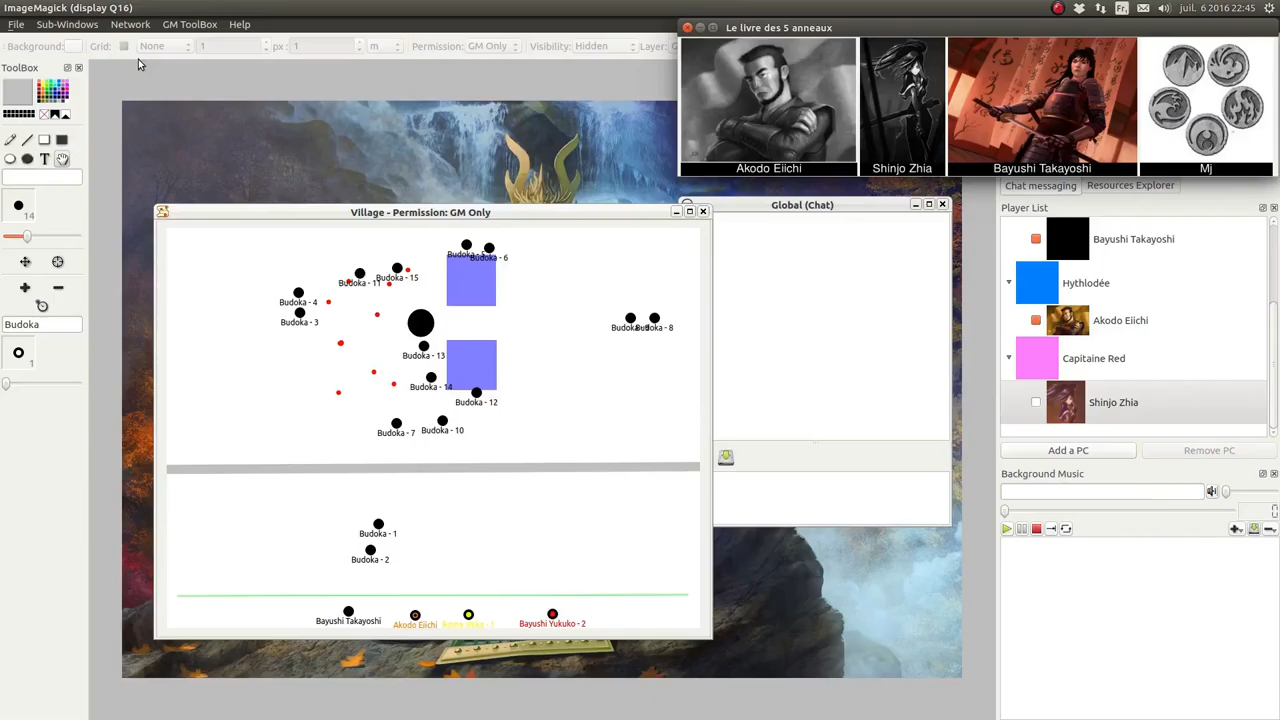 ImageMagick (display Q16)
Fr,
juil. 6 2016 22:45
File Sub-Windows Network GM ToolBox Help
Background: Grid: None 1 px : 1 m Permission: GM Only Visibility: Hidden Layer:
Le livre des 5 anneaux
Akodo Eiichi
Shinjo Zhia
Bayushi Takayoshi
Mj
ToolBox
14
Budoka
1
Village - Permission: GM Only
Budoka - 6
Budoka - 15
Budoka - 11
Budoka - 4
Budoka - 3
Budoka - 8
Budoka - 13
Budoka - 14
Budoka - 12
Budoka - 7
Budoka - 10
Budoka - 1
Budoka - 2
Bayushi Takayoshi
Akodo Eiichi
Bayushi Yukuko - 2
Global (Chat)
Chat messaging Resources Explorer
Player List
Bayushi Takayoshi
Hythlodée
Akodo Eiichi
Capitaine Red
Shinjo Zhia
Add a PC Remove PC
Background Music